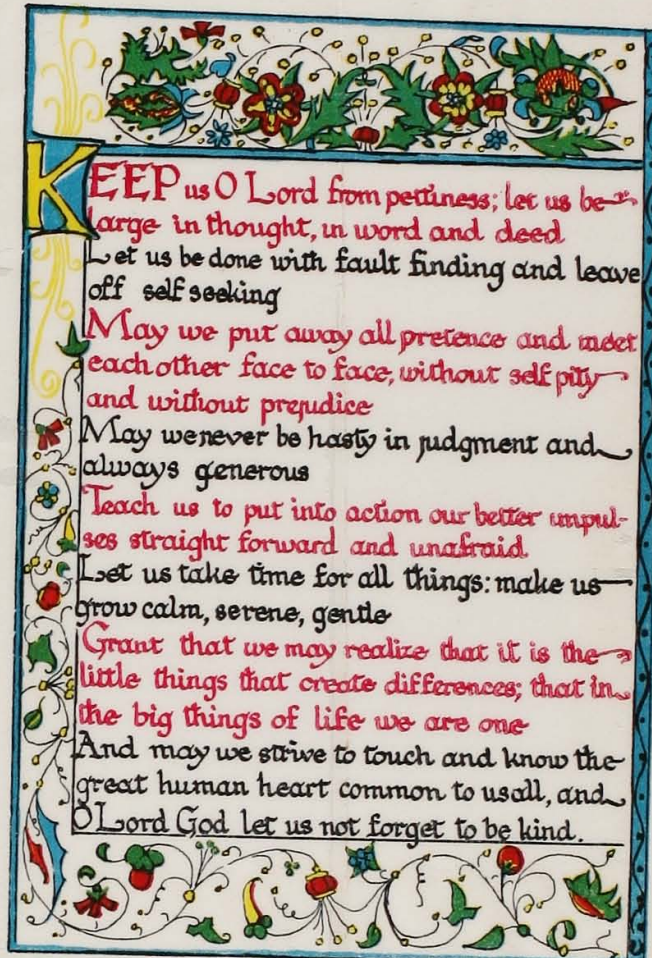 KEEP us O Lord from pettiness; let us be
large in thought, in word and deed
Let us be done with fault finding and leave
off self seeking
May we put away all pretence and meet
each other face to face, without self pity
and without prejudice
May we never be hasty in judgment and
always generous
Teach us to put into action our better impul-
ses straight forward and unafraid
Let us take time for all things: make us
grow calm, serene, gentle
Grant that we may realize that it is the
little things that create differences; that in
the big things of life we are one
And may we strive to touch and know the
great human heart common to us all, and
O Lord God let us not forget to be kind.